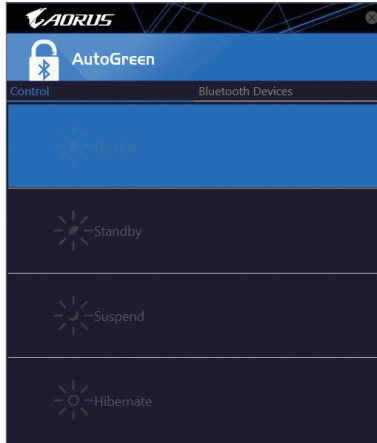 AORUS
AutoGreen
Control Bluetooth Devices
Disable
Standby
Suspend
Hibernate